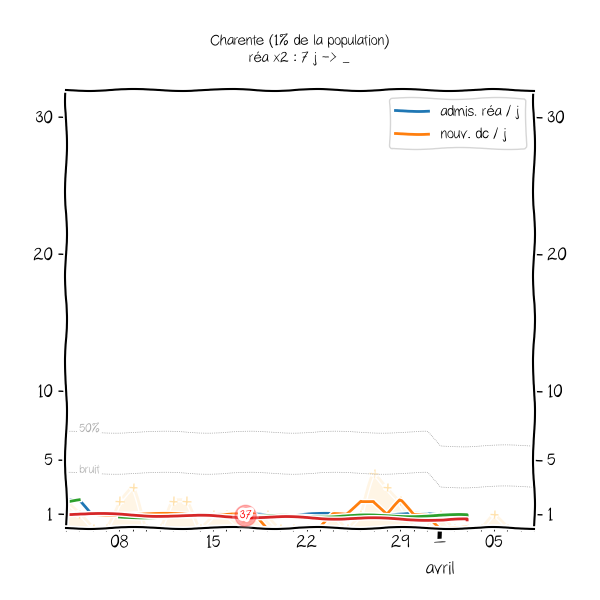 Charente (1% de la population)
réa x2 : 7 j -> _
admis. réa / j
nouv. dc / j
30
30
20
20
10
10
50%
5
5
bruit
1
37
1
08
15
22
29
05
avril